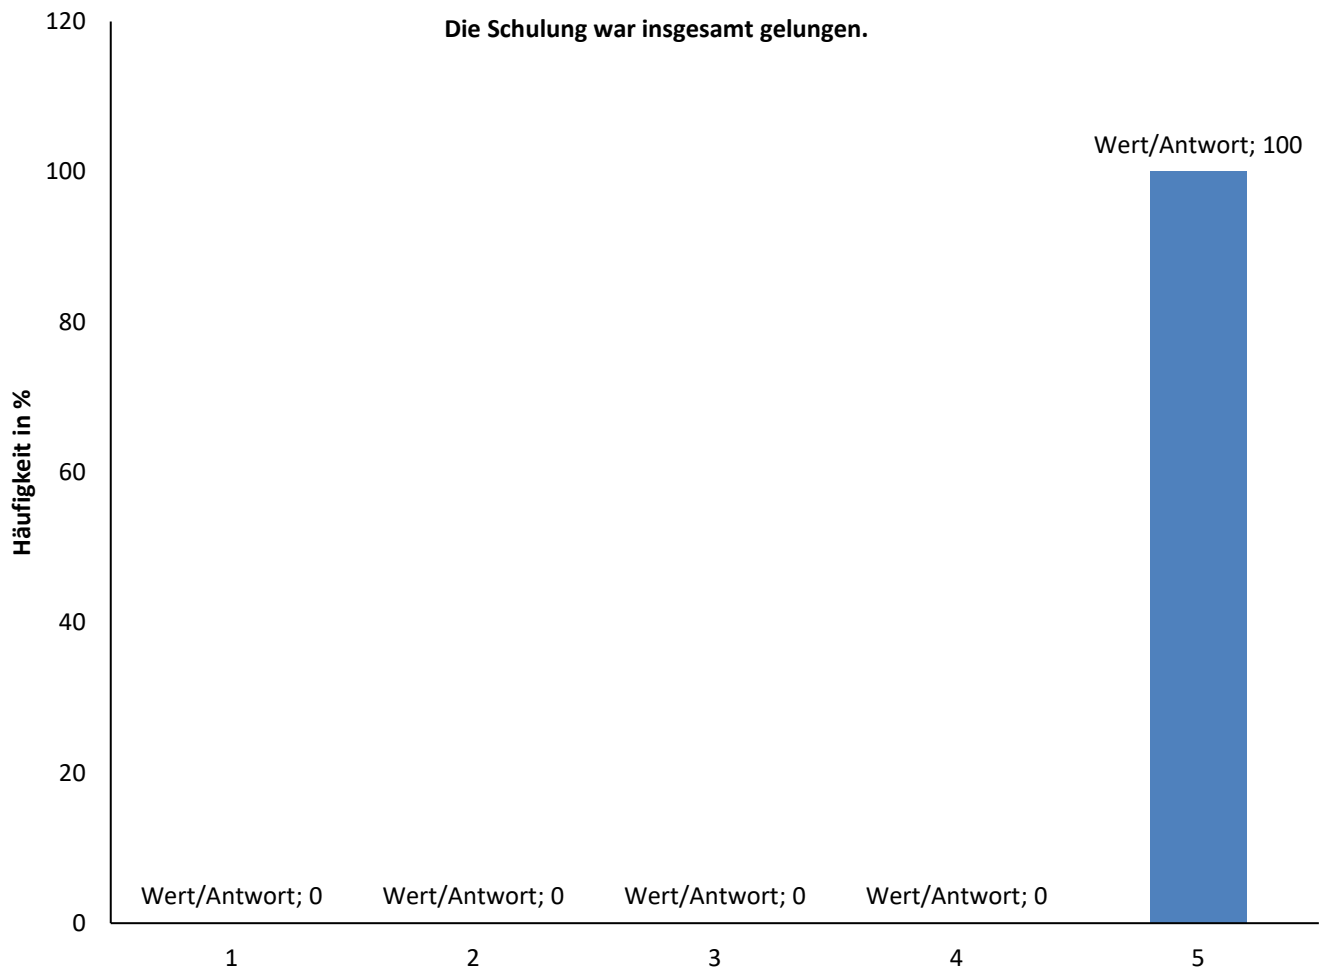 Die Schulung war insgesamt gelungen.
Häufigkeit in %
120
100
80
60
40
20
0
Wert/Antwort; 0
Wert/Antwort; 0
Wert/Antwort; 0
Wert/Antwort; 0
Wert/Antwort; 100
1
2
3
4
5